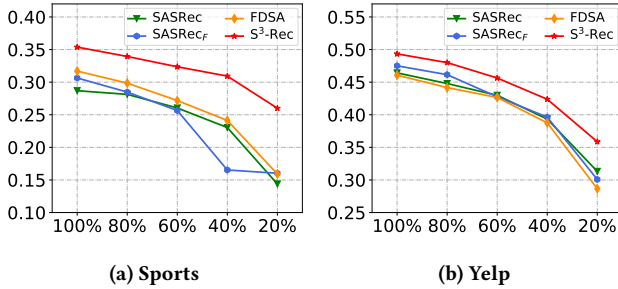 SASRec
FDSA
SASRec_F
S³-Rec
0.40
0.35
0.30
0.25
0.20
0.15
0.10
100% 80% 60% 40% 20%
(a) Sports
SASRec
FDSA
SASRec_F
S³-Rec
0.55
0.50
0.45
0.40
0.35
0.30
0.25
100% 80% 60% 40% 20%
(b) Yelp